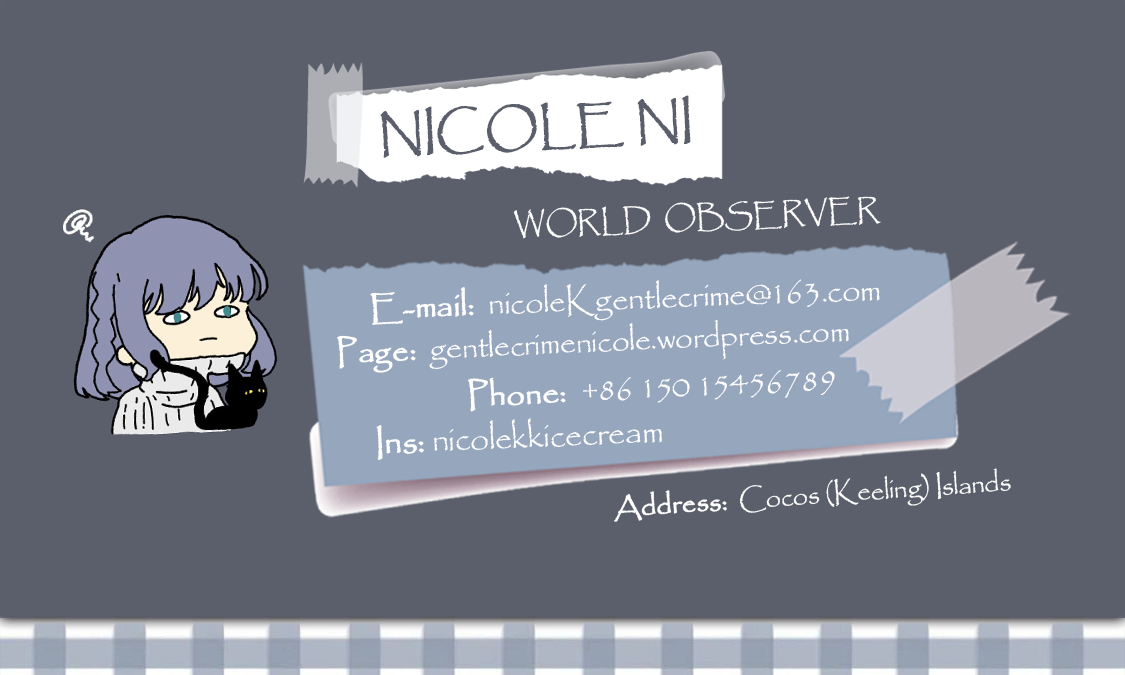 NICOLE NI
WORLD OBSERVER
E-mail: nicoleKgentlecrime@163.com
Page: gentlecrimenicole.wordpress.com
Phone: +86 150 15456789
Ins: nicolekkicecream
Address: Cocos (Keeling) Islands